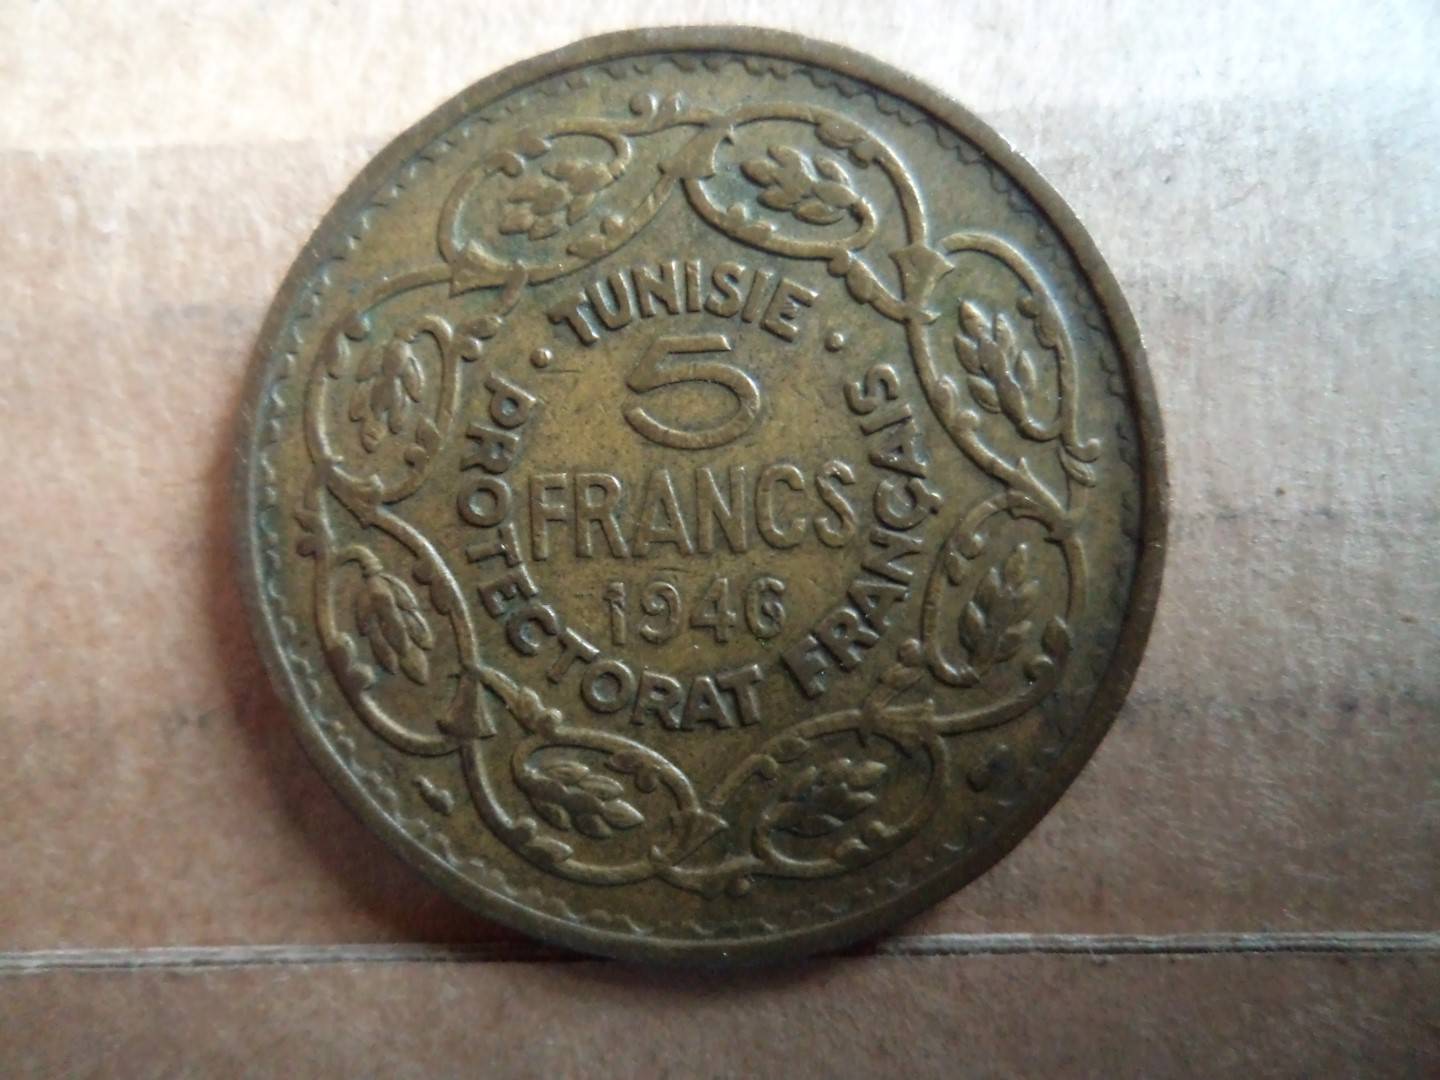 · TUNISIE ·
5
FRANCS
1946
PROTECTORAT FRANÇAIS